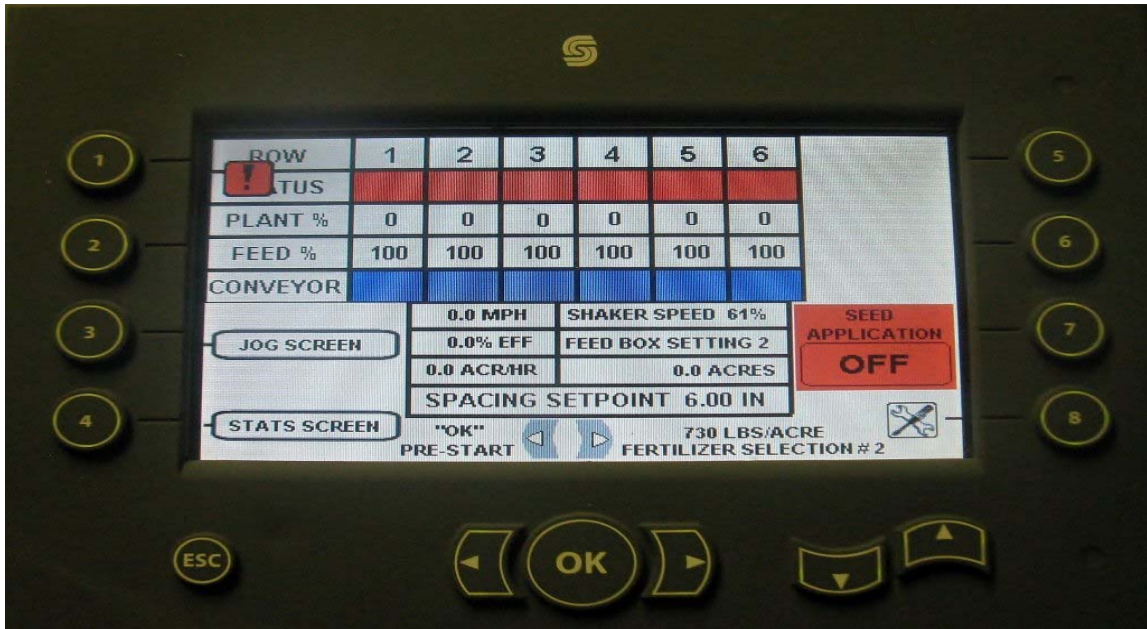 ROW 1 2 3 4 5 6
! ATUS
PLANT % 0 0 0 0 0 0
FEED % 100 100 100 100 100 100
CONVEYOR
0.0 MPH SHAKER SPEED 61%
0.0% EFF FEED BOX SETTING 2
0.0 ACR/HR 0.0 ACRES
SPACING SETPOINT 6.00 IN
JOG SCREEN
STATS SCREEN
SEED
APPLICATION
OFF
"OK"
PRE-START
730 LBS/ACRE
FERTILIZER SELECTION # 2
1
2
3
4
5
6
7
8
ESC
OK